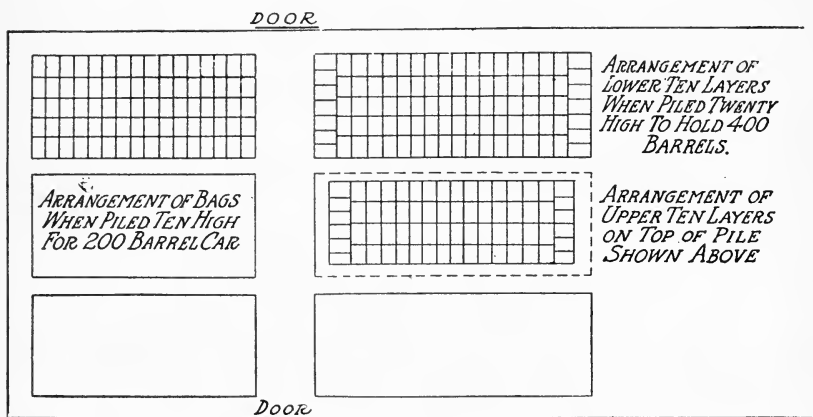 DOOR
ARRANGEMENT OF
LOWER TEN LAYERS
WHEN PILED TWENTY
HIGH TO HOLD 400
BARRELS.
ARRANGEMENT OF BAGS
WHEN PILED TEN HIGH
FOR 200 BARREL CAR
ARRANGEMENT OF
UPPER TEN LAYERS
ON TOP OF PILE
SHOWN ABOVE
DOOR